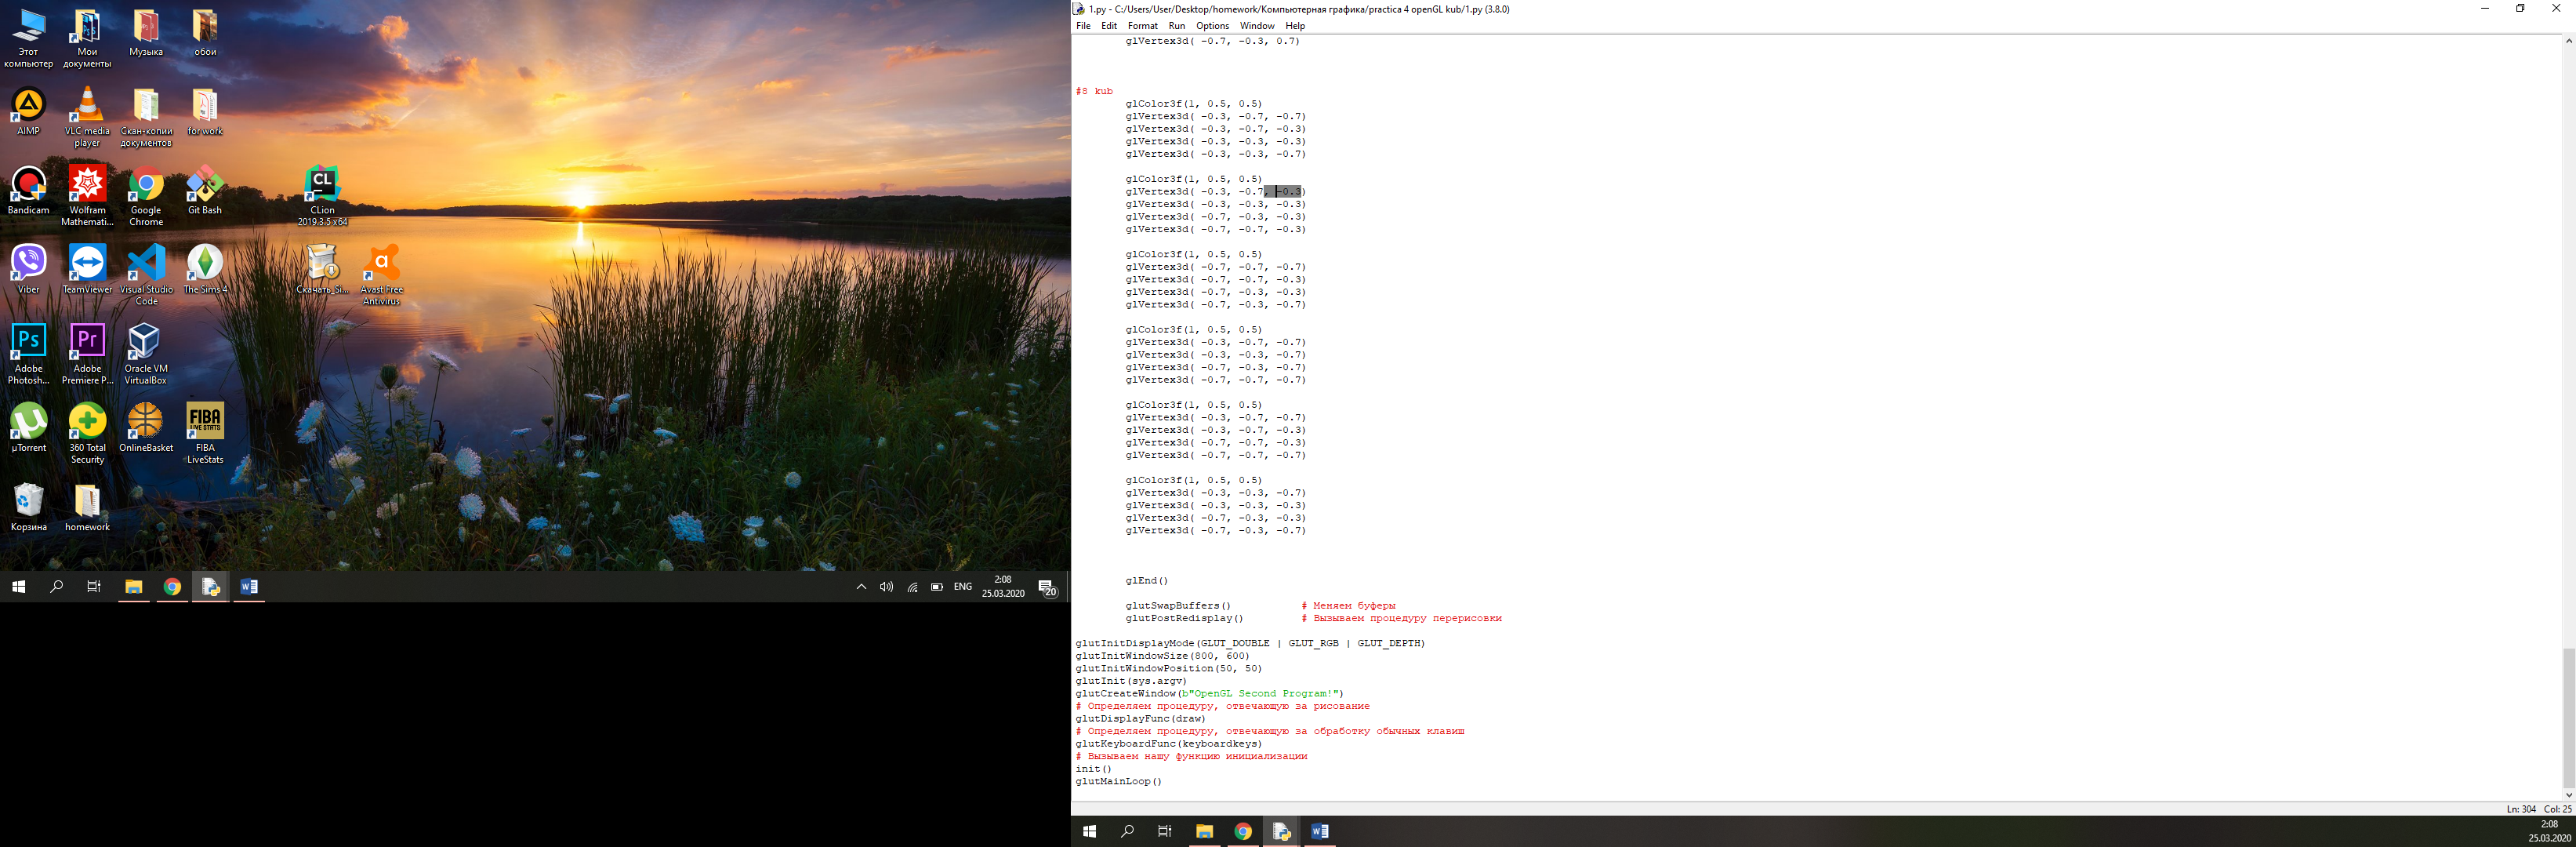 Этот компьютер
Мои документы
Музыка
обои
AIMP
VLC media player
Скан-копии документов
for work
Bandicam
Wolfram Mathemati...
Google Chrome
Git Bash
CL
CLion 2019.3.5 x64
Viber
TeamViewer
Visual Studio Code
The Sims 4
Скачать_Si...
Avast Free Antivirus
Ps
Adobe Photosh...
Pr
Adobe Premiere P...
Oracle VM VirtualBox
µTorrent
360 Total Security
OnlineBasket
FIBA
LIVE STATS
FIBA LiveStats
Корзина
homework
ENG
2:08
25.03.2020
20
1.py - C:/Users/User/Desktop/homework/Компьютерная графика/practica 4 openGL kub/1.py (3.8.0)
File Edit Format Run Options Window Help
glVertex3d( -0.7, -0.3, 0.7)
#8 kub
glColor3f(1, 0.5, 0.5)
glVertex3d( -0.3, -0.7, -0.7)
glVertex3d( -0.3, -0.7, -0.3)
glVertex3d( -0.3, -0.3, -0.3)
glVertex3d( -0.3, -0.3, -0.7)
glColor3f(1, 0.5, 0.5)
glVertex3d( -0.3, -0.7, -0.3)
glVertex3d( -0.3, -0.3, -0.3)
glVertex3d( -0.7, -0.3, -0.3)
glVertex3d( -0.7, -0.7, -0.3)
glColor3f(1, 0.5, 0.5)
glVertex3d( -0.7, -0.7, -0.7)
glVertex3d( -0.7, -0.7, -0.3)
glVertex3d( -0.7, -0.3, -0.3)
glVertex3d( -0.7, -0.3, -0.7)
glColor3f(1, 0.5, 0.5)
glVertex3d( -0.3, -0.7, -0.7)
glVertex3d( -0.3, -0.3, -0.7)
glVertex3d( -0.7, -0.3, -0.7)
glVertex3d( -0.7, -0.7, -0.7)
glColor3f(1, 0.5, 0.5)
glVertex3d( -0.3, -0.7, -0.7)
glVertex3d( -0.3, -0.7, -0.3)
glVertex3d( -0.7, -0.7, -0.3)
glVertex3d( -0.7, -0.7, -0.7)
glColor3f(1, 0.5, 0.5)
glVertex3d( -0.3, -0.3, -0.7)
glVertex3d( -0.3, -0.3, -0.3)
glVertex3d( -0.7, -0.3, -0.3)
glVertex3d( -0.7, -0.3, -0.7)
glEnd()
glutSwapBuffers() # Меняем буферы
glutPostRedisplay() # Вызываем процедуру перерисовки
glutInitDisplayMode(GLUT_DOUBLE | GLUT_RGB | GLUT_DEPTH)
glutInitWindowSize(800, 600)
glutInitWindowPosition(50, 50)
glutInit(sys.argv)
glutCreateWindow(b"OpenGL Second Program!")
# Определяем процедуру, отвечающую за рисование
glutDisplayFunc(draw)
# Определяем процедуру, отвечающую за обработку обычных клавиш
glutKeyboardFunc(keyboardkeys)
# Вызываем нашу функцию инициализации
init()
glutMainLoop()
Ln: 304 Col: 25
2:08
25.03.2020